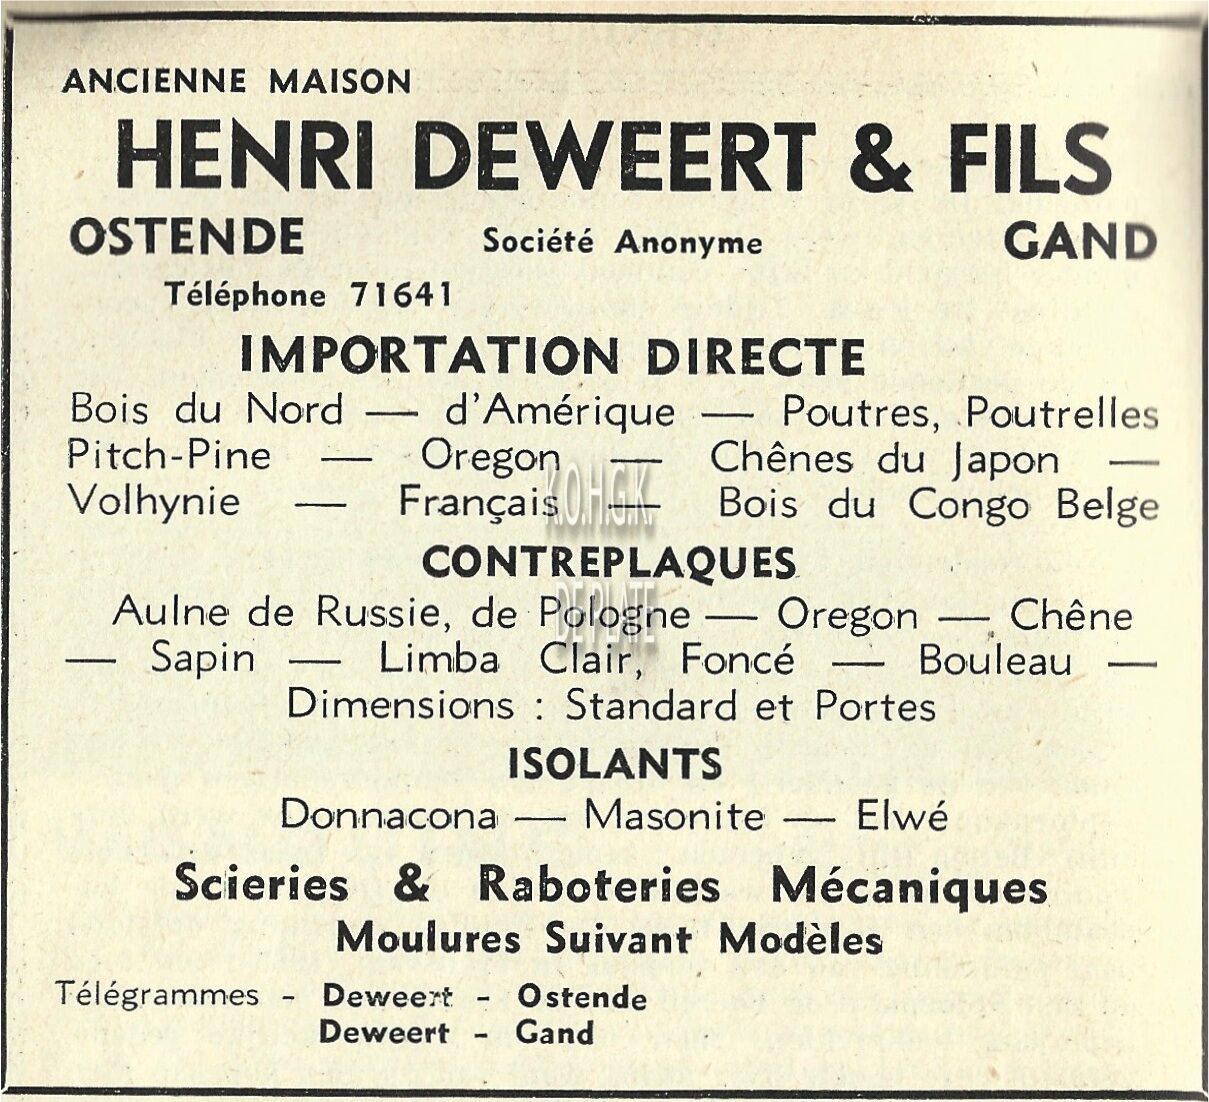 ANCIENNE MAISON
HENRI DEWEERT & FILS
OSTENDE Société Anonyme GAND
Téléphone 71641
IMPORTATION DIRECTE
Bois du Nord — d'Amérique — Poutres, Poutrelles
Pitch-Pine — Oregon — Chênes du Japon —
Volhynie — Français — Bois du Congo Belge
K.O.H.G.K.
CONTREPLAQUES
DE PLATE
Aulne de Russie, de Pologne — Oregon — Chêne
— Sapin — Limba Clair, Foncé — Bouleau —
Dimensions : Standard et Portes
ISOLANTS
Donnacona — Masonite — Elwé
Scieries & Raboteries Mécaniques
Moulures Suivant Modèles
Télégrammes - Deweert - Ostende
Deweert - Gand